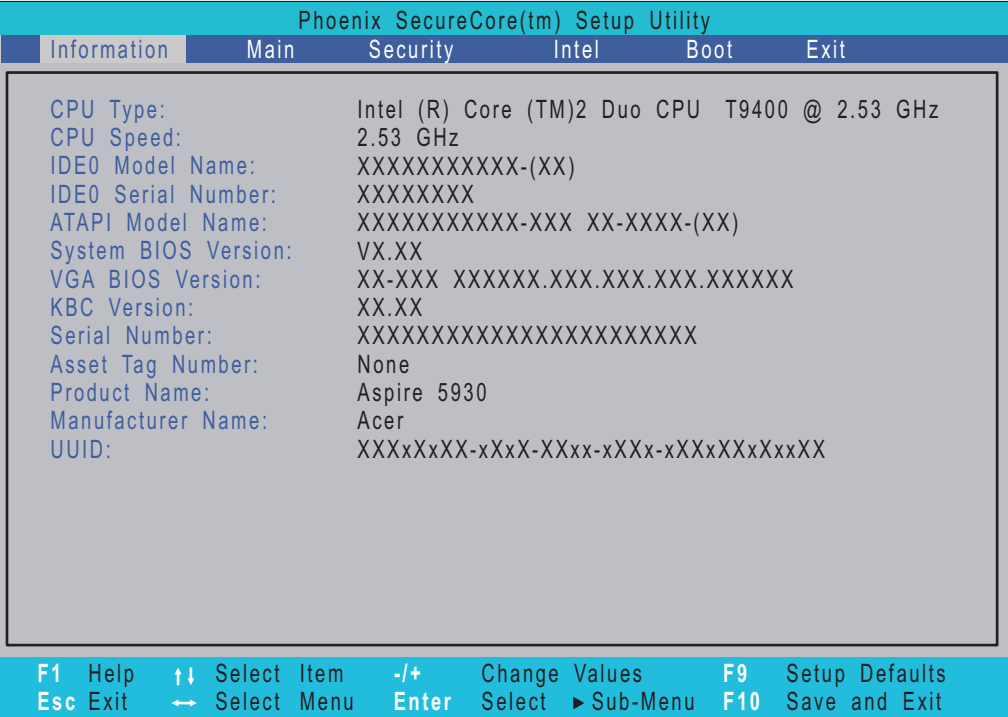 Phoenix SecureCore(tm) Setup Utility
Information Main Security Intel Boot Exit
CPU Type: Intel (R) Core (TM)2 Duo CPU T9400 @ 2.53 GHz
CPU Speed: 2.53 GHz
IDE0 Model Name: XXXXXXXXXXX-(XX)
IDE0 Serial Number: XXXXXXXX
ATAPI Model Name: XXXXXXXXXXX-XXX XX-XXXX-(XX)
System BIOS Version: VX.XX
VGA BIOS Version: XX-XXX XXXXXX.XXX.XXX.XXX.XXXXXX
KBC Version: XX.XX
Serial Number: XXXXXXXXXXXXXXXXXXXXXXX
Asset Tag Number: None
Product Name: Aspire 5930
Manufacturer Name: Acer
UUID: XXXxXxXX-xXxX-XXxx-xXXx-xXXxXXxXxxXX
F1 Help ↑↓ Select Item -/+ Change Values F9 Setup Defaults
Esc Exit ↔ Select Menu Enter Select ►Sub-Menu F10 Save and Exit